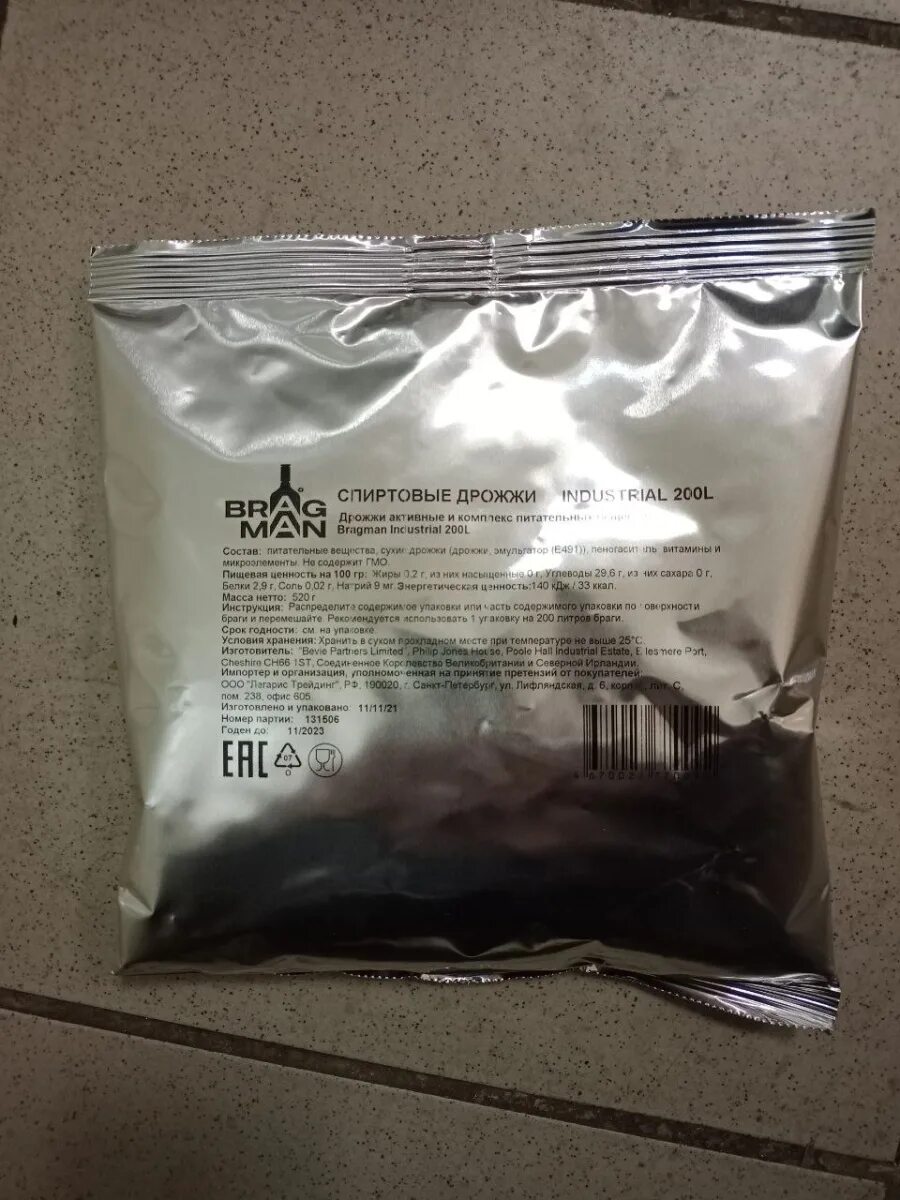 BRAG MAN
СПИРТОВЫЕ ДРОЖЖИ INDUSTRIAL 200L
Дрожжи активные и комплекс питательных
Bragman Industrial 200L
Состав: питательные вещества, сухие дрожжи (дрожжи, эмульгатор (Е491)), пеногаситель, витамины и
микроэлементы. Не содержит ГМО.
Пищевая ценность на 100 гр: Жиры 0,2 г, из них насыщенные 0 г, Углеводы 29,6 г, из них сахара 0 г,
Белки 2,9 г, Соль 0,02 г, Натрий 9 мг. Энергетическая ценность:140 кДж / 33 ккал.
Масса нетто: 520 г
Инструкция: Распределите содержимое упаковки или часть содержимого упаковки по поверхности
браги и перемешайте. Рекомендуется использовать 1 упаковку на 200 литров браги.
Срок годности: см. на упаковке.
Условия хранения: Хранить в сухом прохладном месте при температуре не выше 25°С.
Изготовитель: "Bevie Partners Limited", Philip Jones House, Poole Hall Industrial Estate, Ellesmere Port,
Cheshire CH66 1ST, Соединенное Королевство Великобритании и Северной Ирландии.
Импортер и организация, уполномоченная на принятие претензий от покупателей:
ООО "Легарис Трейдинг", РФ, 190020, г. Санкт-Петербург, ул. Лифляндская, д. 6, корпус, лит. С,
пом. 238, офис 605.
Изготовлено и упаковано: 11/11/21
Номер партии: 131506
Годен до: 11/2023
EAC 07 O